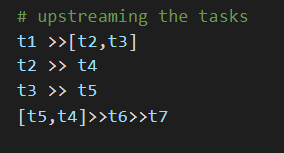 # upstreaming the tasks
t1 >>[t2,t3]
t2 >> t4
t3 >> t5
[t5,t4]>>t6>>t7